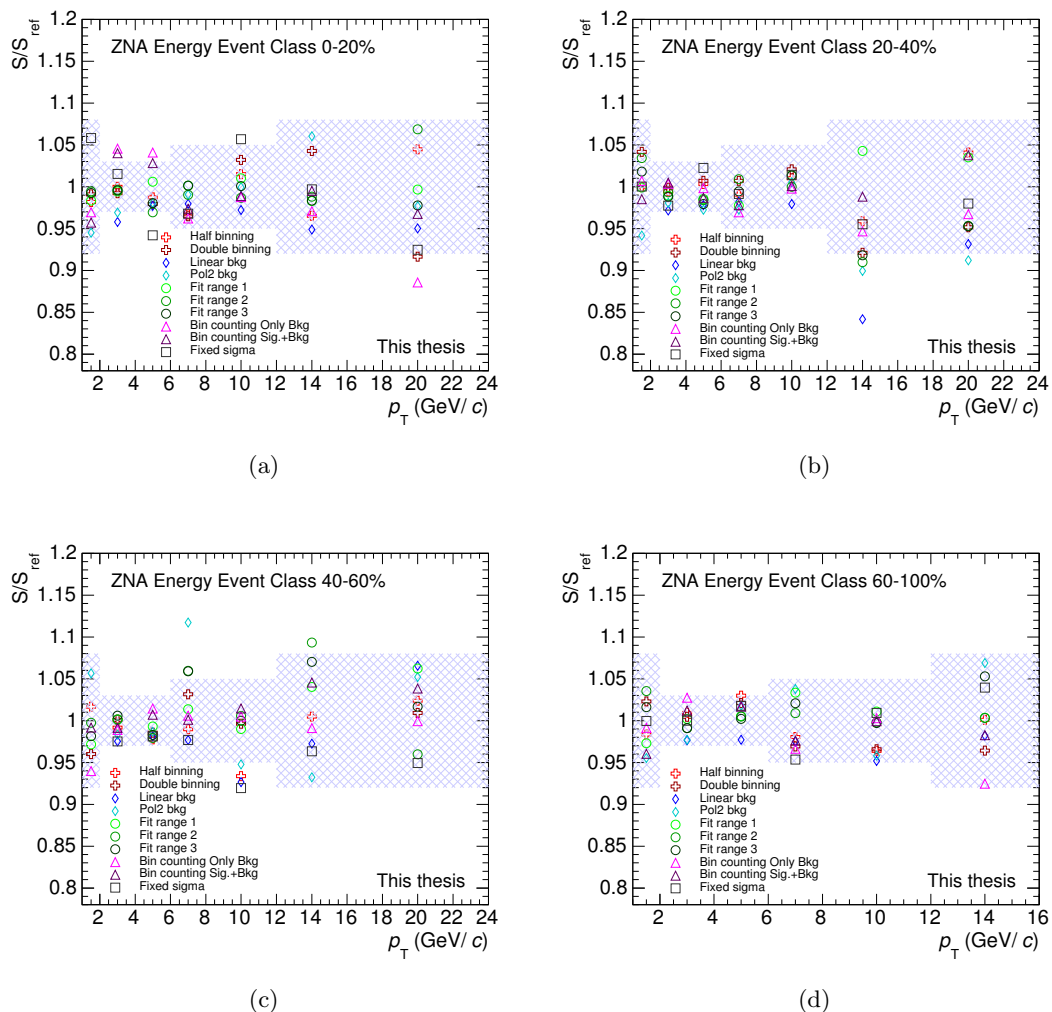 1.2
1.15
1.1
1.05
1
0.95
0.9
0.85
0.8
S/S_ref
ZNA Energy Event Class 0-20%
Half binning
Double binning
Linear bkg
Pol2 bkg
Fit range 1
Fit range 2
Fit range 3
Bin counting Only Bkg
Bin counting Sig.+Bkg
Fixed sigma
This thesis
2 4 6 8 10 12 14 16 18 20 22 24
p_T (GeV/ c)
(a)
1.2
1.15
1.1
1.05
1
0.95
0.9
0.85
0.8
S/S_ref
ZNA Energy Event Class 20-40%
Half binning
Double binning
Linear bkg
Pol2 bkg
Fit range 1
Fit range 2
Fit range 3
Bin counting Only Bkg
Bin counting Sig.+Bkg
Fixed sigma
This thesis
2 4 6 8 10 12 14 16 18 20 22 24
p_T (GeV/ c)
(b)
1.2
1.15
1.1
1.05
1
0.95
0.9
0.85
0.8
S/S_ref
ZNA Energy Event Class 40-60%
Half binning
Double binning
Linear bkg
Pol2 bkg
Fit range 1
Fit range 2
Fit range 3
Bin counting Only Bkg
Bin counting Sig.+Bkg
Fixed sigma
This thesis
2 4 6 8 10 12 14 16 18 20 22 24
p_T (GeV/ c)
(c)
1.2
1.15
1.1
1.05
1
0.95
0.9
0.85
0.8
S/S_ref
ZNA Energy Event Class 60-100%
Half binning
Double binning
Linear bkg
Pol2 bkg
Fit range 1
Fit range 2
Fit range 3
Bin counting Only Bkg
Bin counting Sig.+Bkg
Fixed sigma
This thesis
2 4 6 8 10 12 14 16
p_T (GeV/ c)
(d)